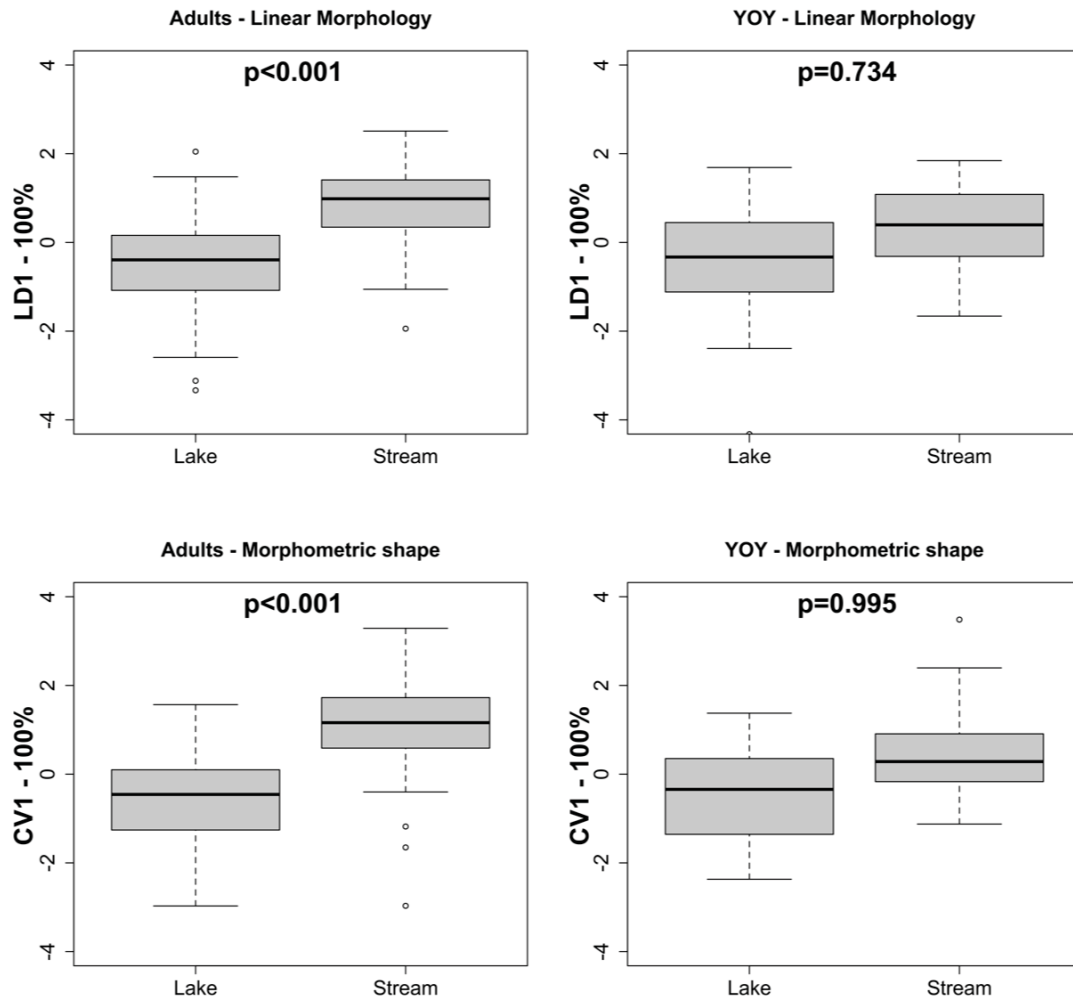 Adults - Linear Morphology
p<0.001
LD1 - 100%
4
2
0
-2
-4
Lake Stream
YOY - Linear Morphology
p=0.734
LD1 - 100%
4
2
0
-2
-4
Lake Stream
Adults - Morphometric shape
p<0.001
CV1 - 100%
4
2
0
-2
-4
Lake Stream
YOY - Morphometric shape
p=0.995
CV1 - 100%
4
2
0
-2
-4
Lake Stream